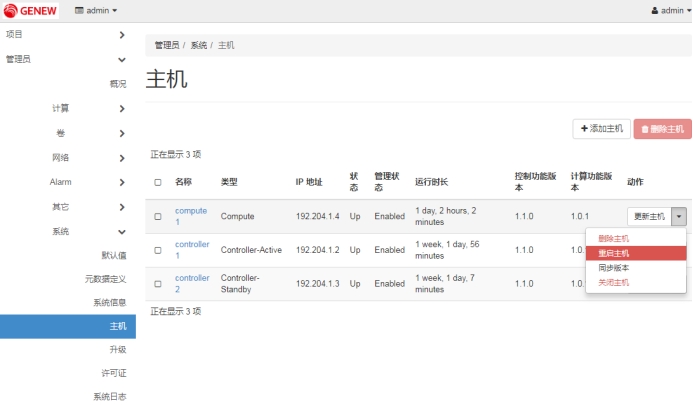 GENEW admin admin
项目
管理员
概况
计算
卷
网络
Alarm
其它
系统
默认值
元数据定义
系统信息
主机
升级
许可证
系统日志
管理员 / 系统 / 主机
主机
添加主机 删除主机
正在显示 3 项
名称 类型 IP 地址 状态 管理状态 运行时长 控制功能版本 计算功能版本 动作
compute1 Compute 192.204.1.4 Up Enabled 1 day, 2 hours, 2 minutes 1.1.0 1.0.1 更新主机
controller1 Controller-Active 192.204.1.2 Up Enabled 1 week, 1 day, 56 minutes 1.1.0 1.0
controller2 Controller-Standby 192.204.1.3 Up Enabled 1 week, 1 day, 7 minutes 1.1.0 1.0
删除主机
重启主机
同步版本
关闭主机
正在显示 3 项